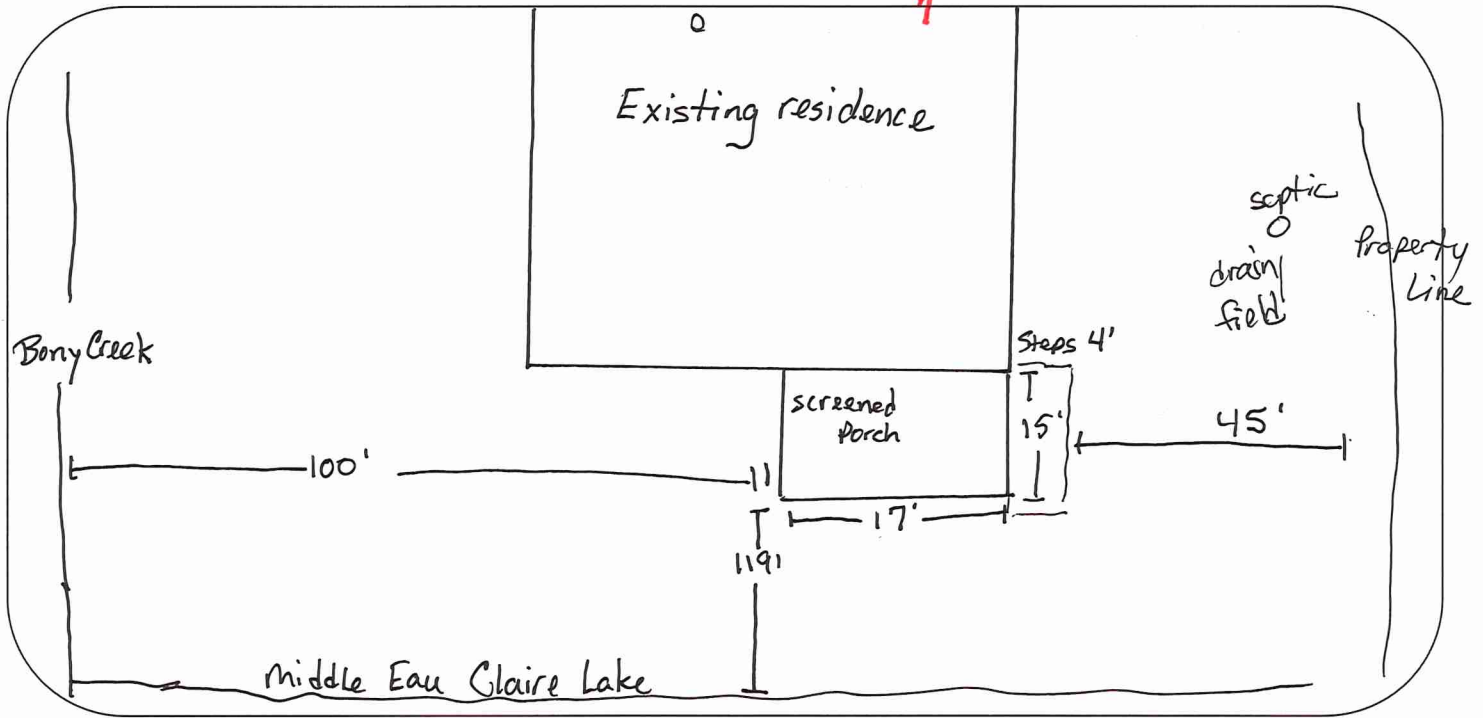 Existing residence
septic
Property
Line
drain
field
Bony Creek
Steps 4'
screened
Porch
15'
45'
100'
17'
119'
Middle Eau Claire Lake